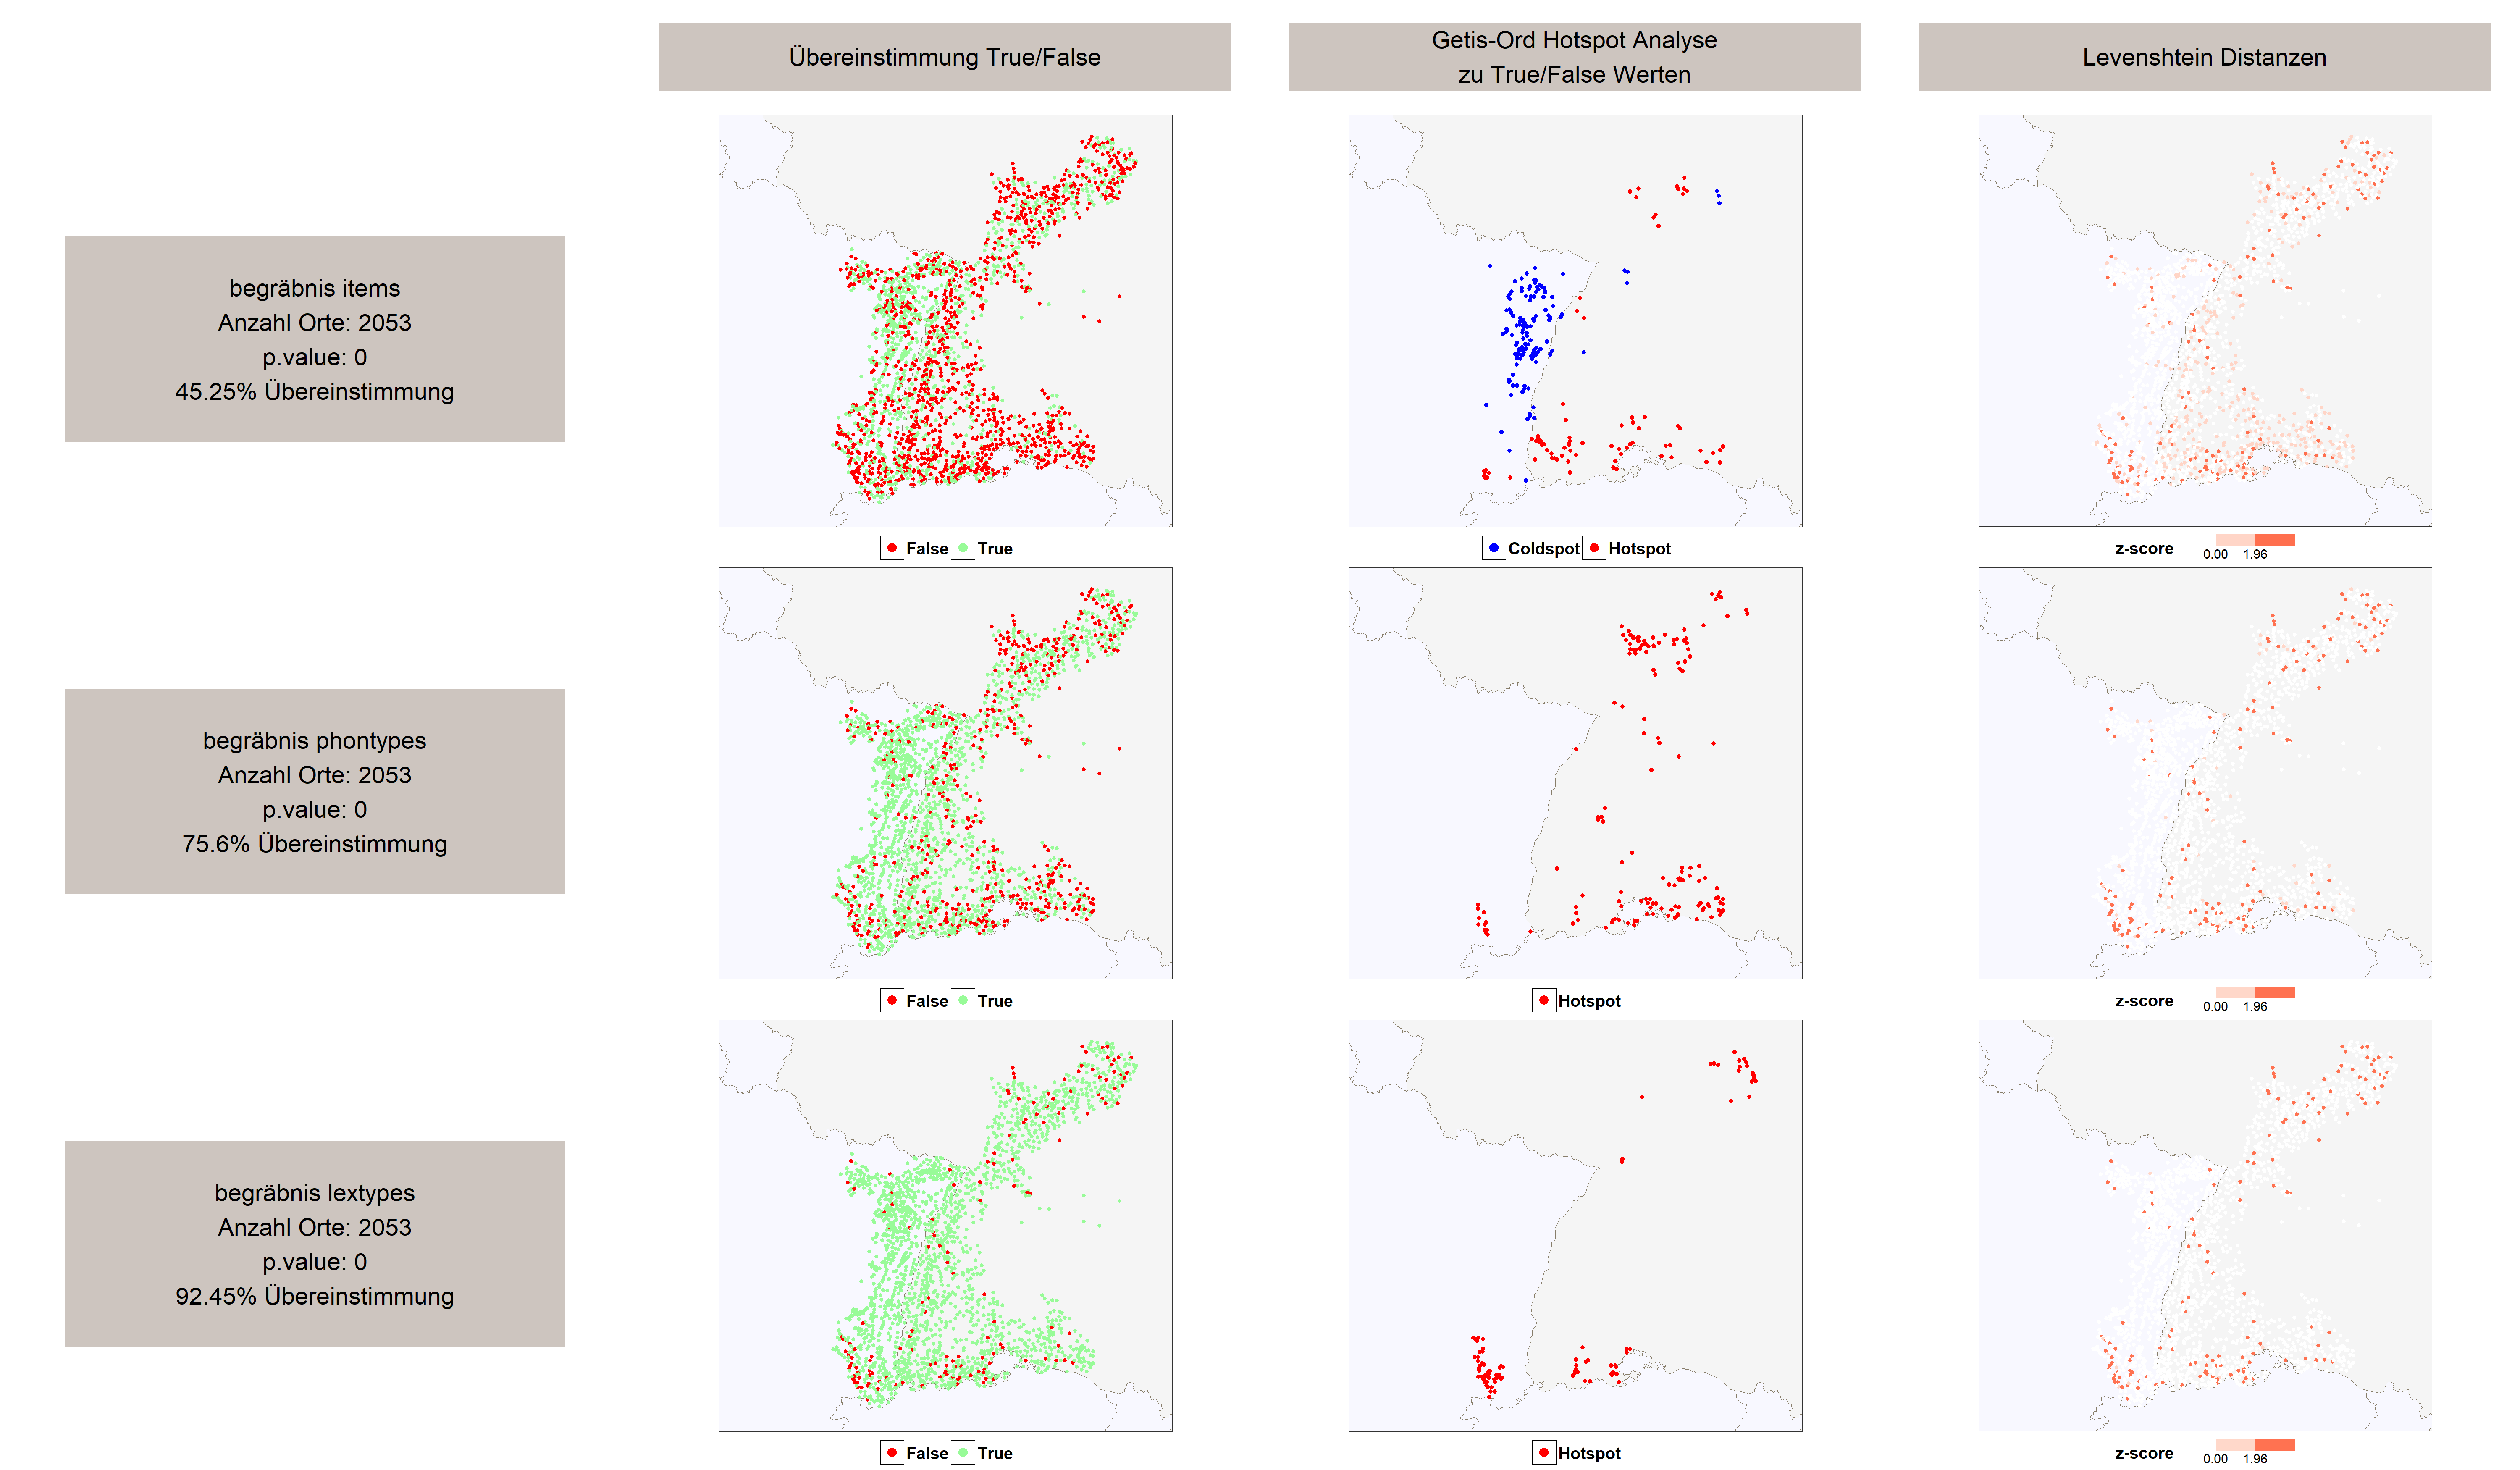 Übereinstimmung True/False
Getis-Ord Hotspot Analyse
zu True/False Werten
Levenshtein Distanzen
begräbnis items
Anzahl Orte: 2053
p.value: 0
45.25% Übereinstimmung
False True
Coldspot Hotspot
z-score
0.00 1.96
begräbnis phontypes
Anzahl Orte: 2053
p.value: 0
75.6% Übereinstimmung
False True
Hotspot
z-score
0.00 1.96
begräbnis lextypes
Anzahl Orte: 2053
p.value: 0
92.45% Übereinstimmung
False True
Hotspot
z-score
0.00 1.96